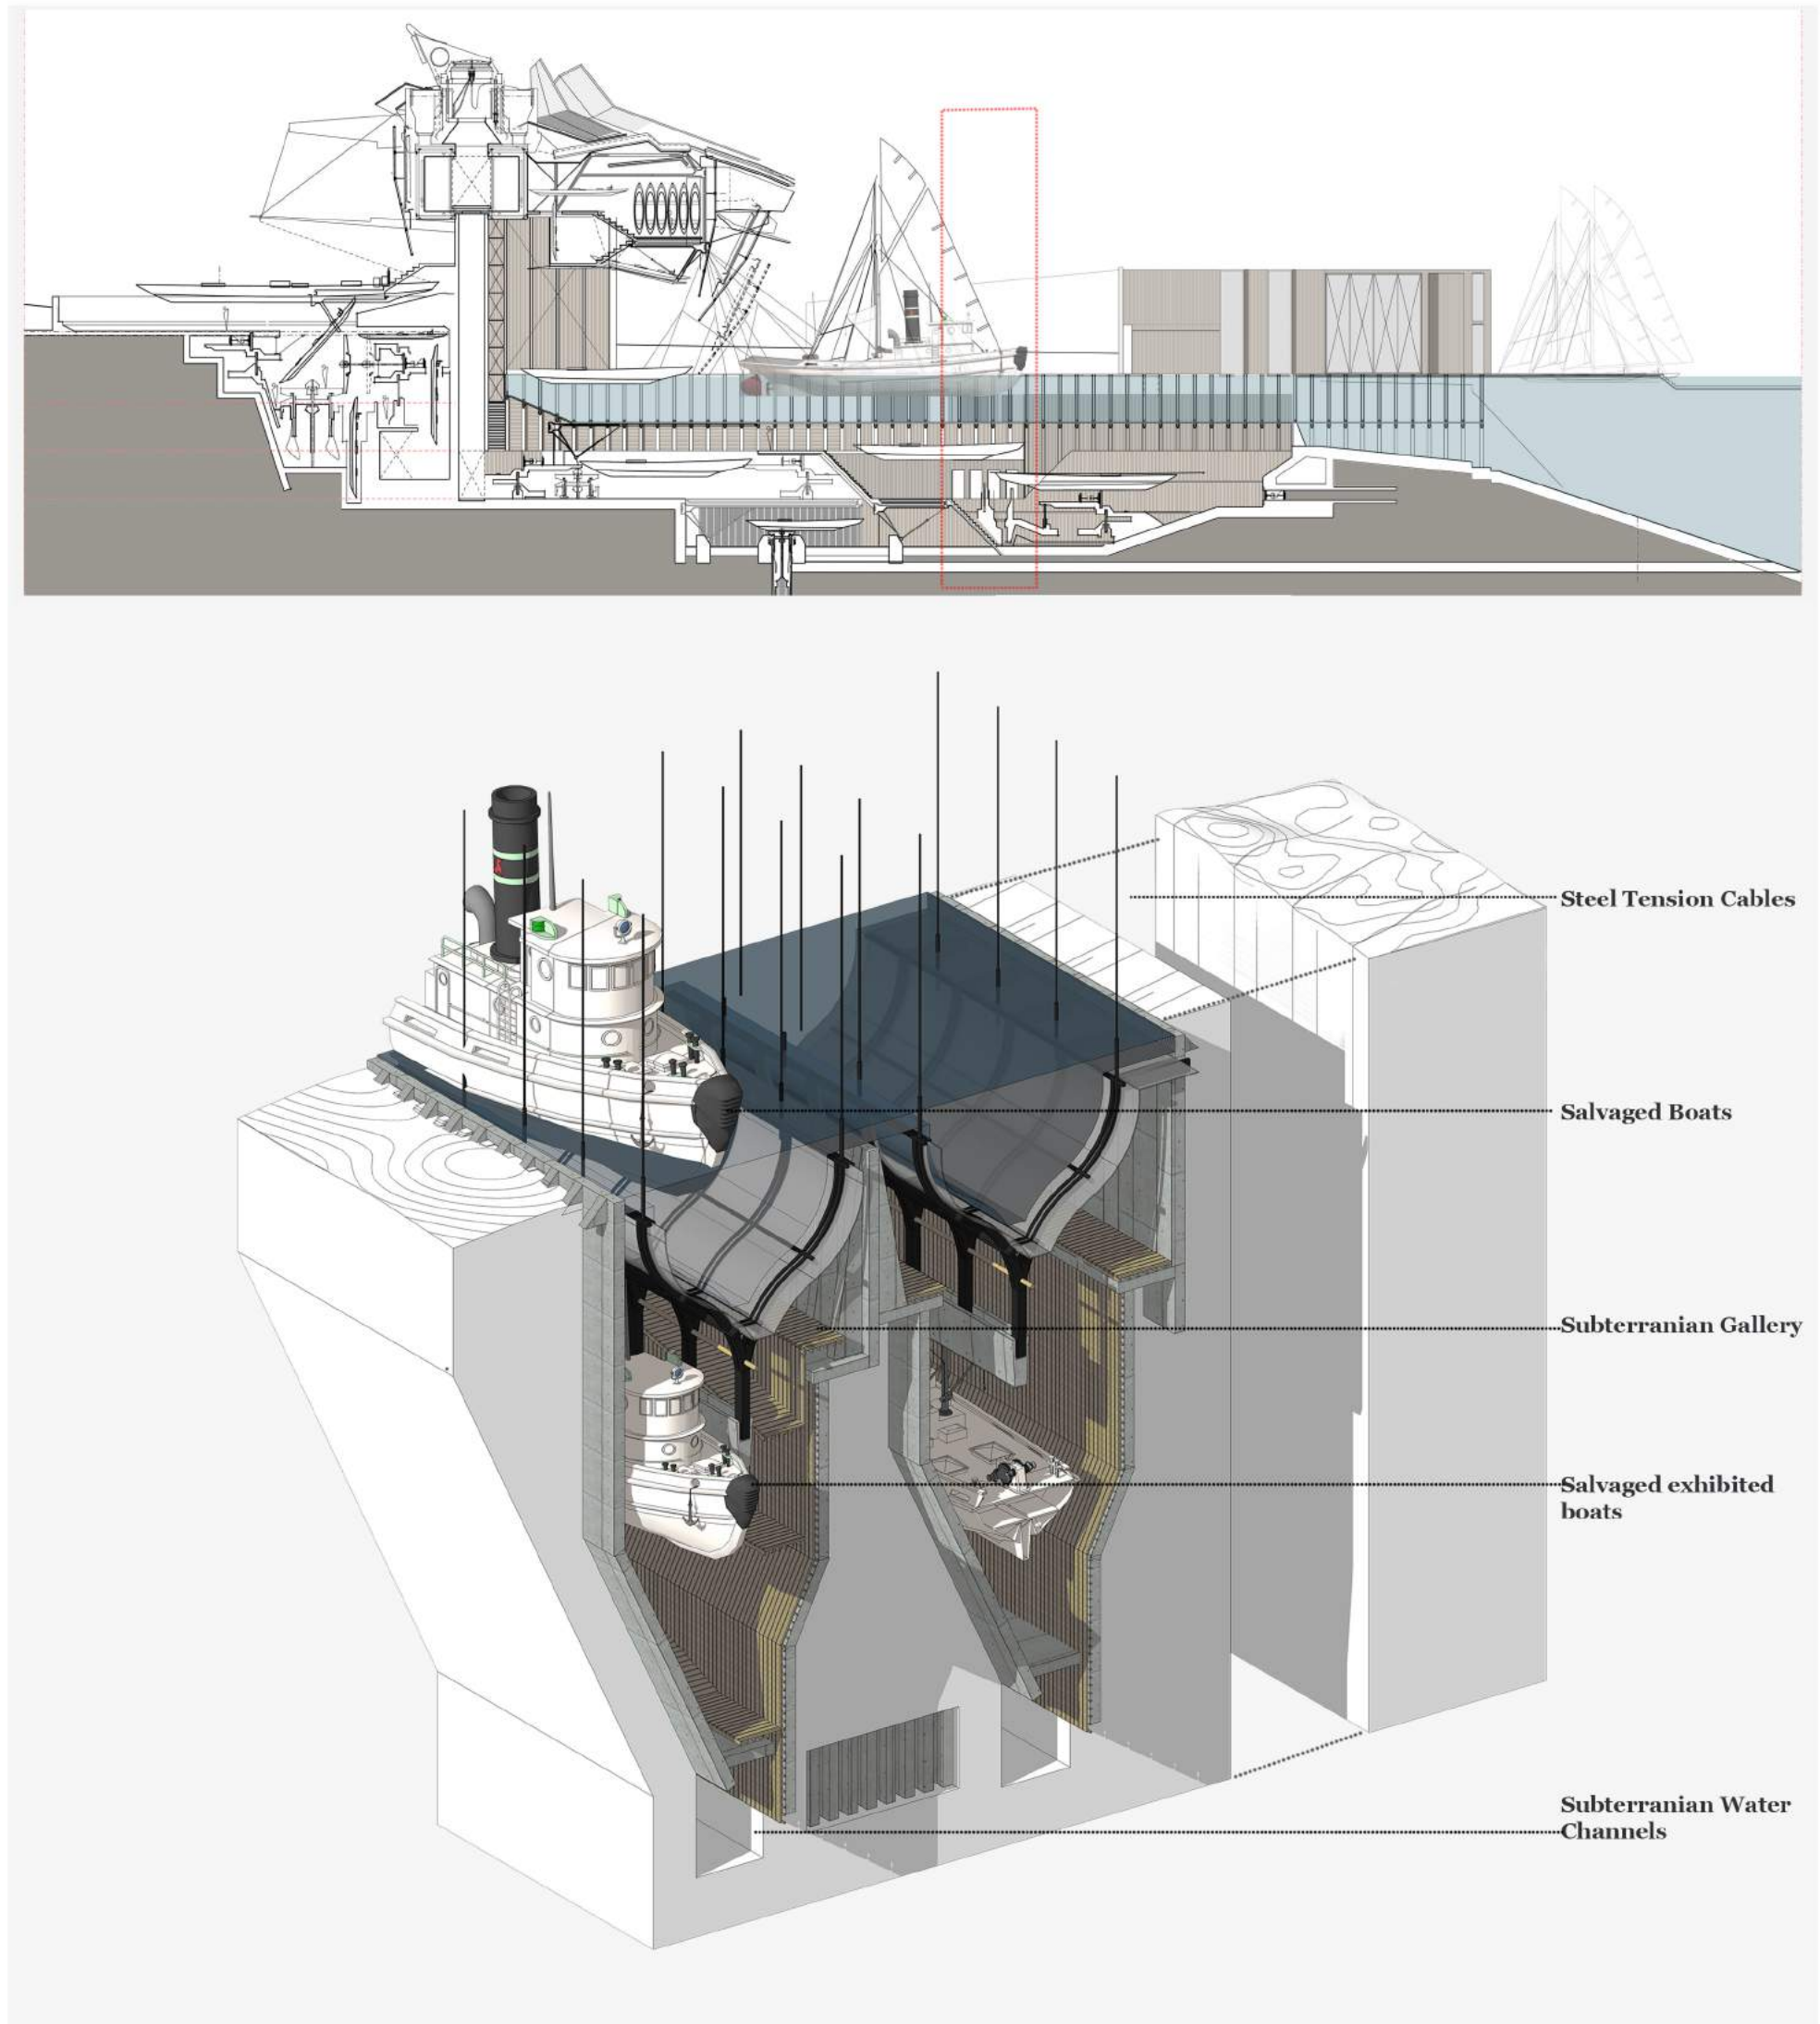 Steel Tension Cables
Salvaged Boats
Subterranian Gallery
Salvaged exhibited
boats
Subterranian Water
Channels